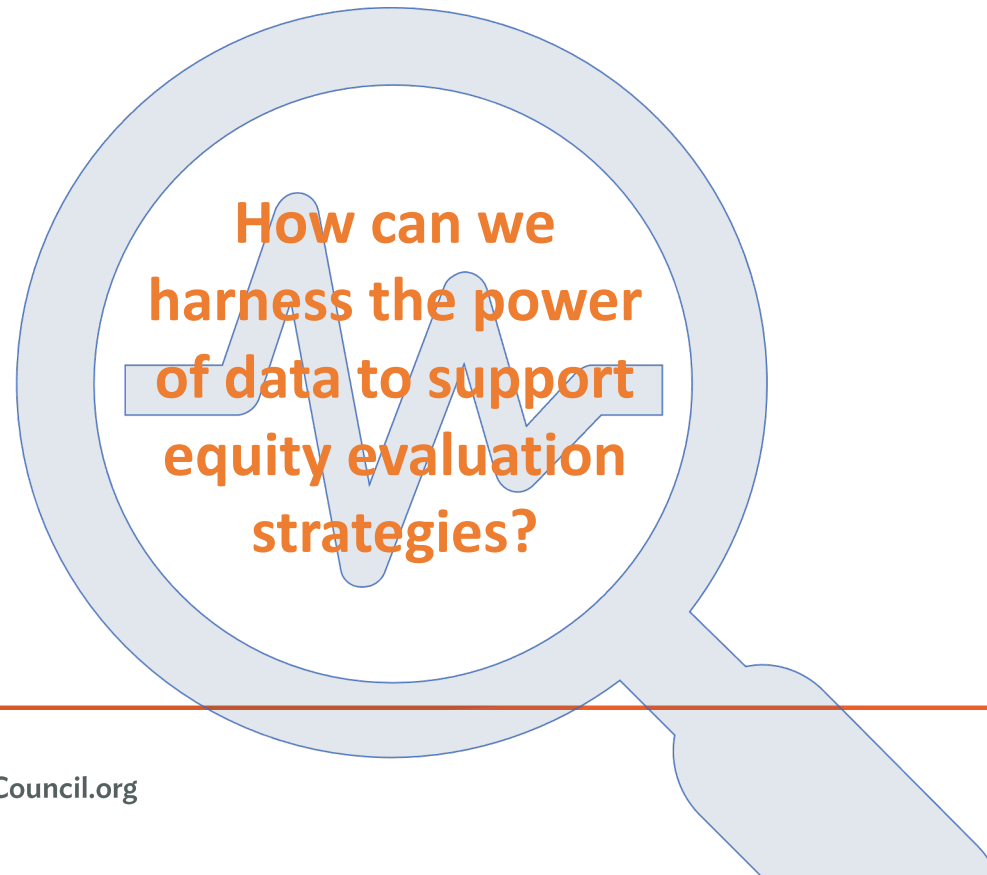 How can we
harness the power
of data to support
equity evaluation
strategies?
Council.org